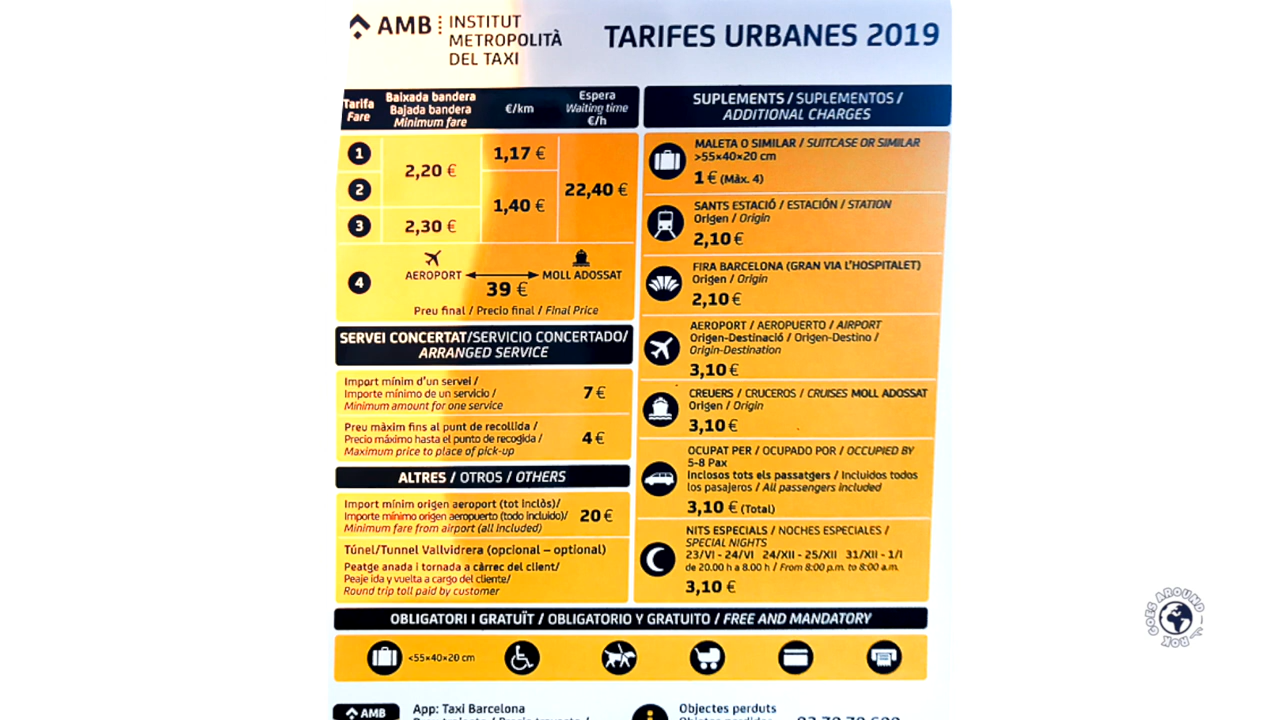 AMB INSTITUT
METROPOLITÀ
DEL TAXI
TARIFES URBANES 2019
Tarifa
Fare
Baixada bandera
Bajada bandera
Minimum fare
€/km
Espera
Waiting time
€/h
1
2
3
2,20 €
2,30 €
1,17 €
1,40 €
22,40 €
4
AEROPORT
MOLL ADOSSAT
39 €
Preu final / Precio final / Final Price
SERVEI CONCERTAT/SERVICIO CONCERTADO/
ARRANGED SERVICE
Import mínim d'un servei /
Importe mínimo de un servicio /
Minimum amount for one service
7 €
Preu màxim fins al punt de recollida /
Precio máximo hasta el punto de recogida /
Maximum price to place of pick-up
4 €
ALTRES / OTROS / OTHERS
Import mínim origen aeroport (tot inclòs)/
Importe mínimo origen aeropuerto (todo incluido)/
Minimum fare from airport (all included)
20 €
Túnel/Tunnel Vallvidrera (opcional – optional)
Peatge anada i tornada a càrrec del client/
Peaje ida y vuelta a cargo del cliente/
Round trip toll paid by customer
SUPLEMENTS / SUPLEMENTOS /
ADDITIONAL CHARGES
MALETA O SIMILAR / SUITCASE OR SIMILAR
>55×40×20 cm
1 € (Màx. 4)
SANTS ESTACIÓ / ESTACIÓN / STATION
Origen / Origin
2,10 €
FIRA BARCELONA (GRAN VIA L'HOSPITALET)
Origen / Origin
2,10 €
AEROPORT / AEROPUERTO / AIRPORT
Origen-Destinació / Origen-Destino /
Origin-Destination
3,10 €
CREUERS / CRUCEROS / CRUISES MOLL ADOSSAT
Origen / Origin
3,10 €
OCUPAT PER / OCUPADO POR / OCCUPIED BY
5-8 Pax
Inclosos tots els passatgers / Incluidos todos
los pasajeros / All passengers included
3,10 € (Total)
NITS ESPECIALS / NOCHES ESPECIALES /
SPECIAL NIGHTS
23/VI - 24/VI 24/XII - 25/XII 31/XII - 1/I
de 20.00 h a 8.00 h / From 8:00 p.m. to 8:00 a.m.
3,10 €
OBLIGATORI I GRATUÏT / OBLIGATORIO Y GRATUITO / FREE AND MANDATORY
<55×40×20 cm
AMB
App: Taxi Barcelona
Objectes perduts
ROK GOES AROUND